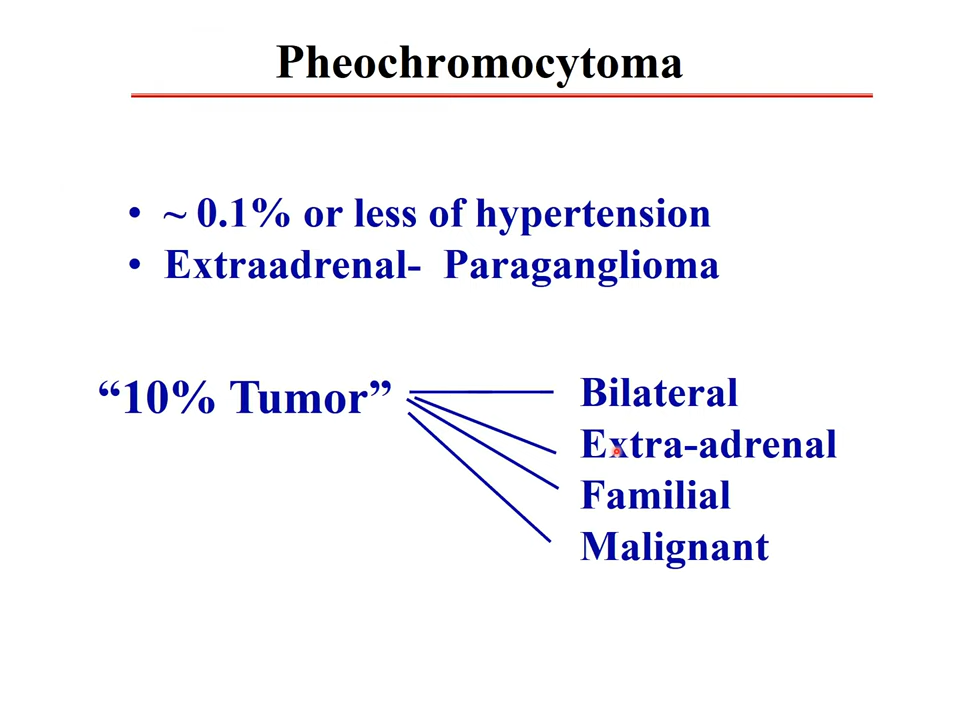 Pheochromocytoma
• ~ 0.1% or less of hypertension
• Extraadrenal- Paraganglioma
“10% Tumor”
Bilateral
Extra-adrenal
Familial
Malignant